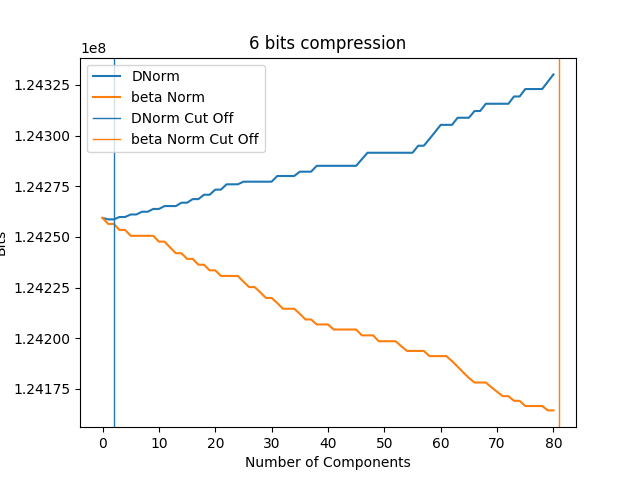 6 bits compression
1e8
DNorm
beta Norm
DNorm Cut Off
beta Norm Cut Off
1.24325
1.24300
1.24275
1.24250
1.24225
1.24200
1.24175
Bits
0 10 20 30 40 50 60 70 80
Number of Components